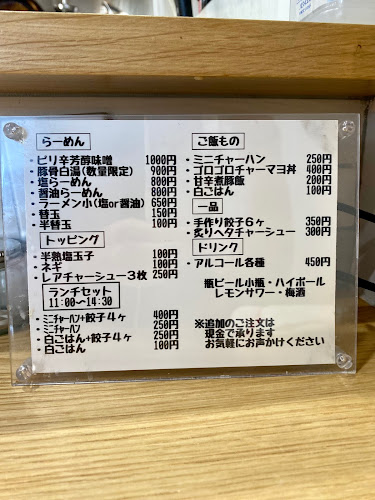 らーめん
・ピリ辛芳醇味噌 1000円
・豚骨白湯(数量限定) 900円
・塩らーめん 800円
・醤油らーめん 800円
・ラーメン小(塩or醤油) 650円
・替玉 150円
・半替玉 100円
トッピング
・半熟塩玉子 100円
・ネギ 100円
・レアチャーシュー3枚 250円
ランチセット
11:00~14:30
・ミニチャーハン+餃子4ヶ 400円
・ミニチャーハン 250円
・白ごはん+餃子4ヶ 250円
・白ごはん 100円
ご飯もの
・ミニチャーハン 250円
・ゴロゴロチャーマヨ丼 400円
・甘辛煮豚飯 200円
・白ごはん 100円
一品
・手作り餃子6ヶ 350円
・炙りヘタチャーシュー 300円
ドリンク
・アルコール各種 450円
瓶ビール小瓶・ハイボール
レモンサワー・梅酒
※追加のご注文は
現金で承ります
お気軽にお声かけください